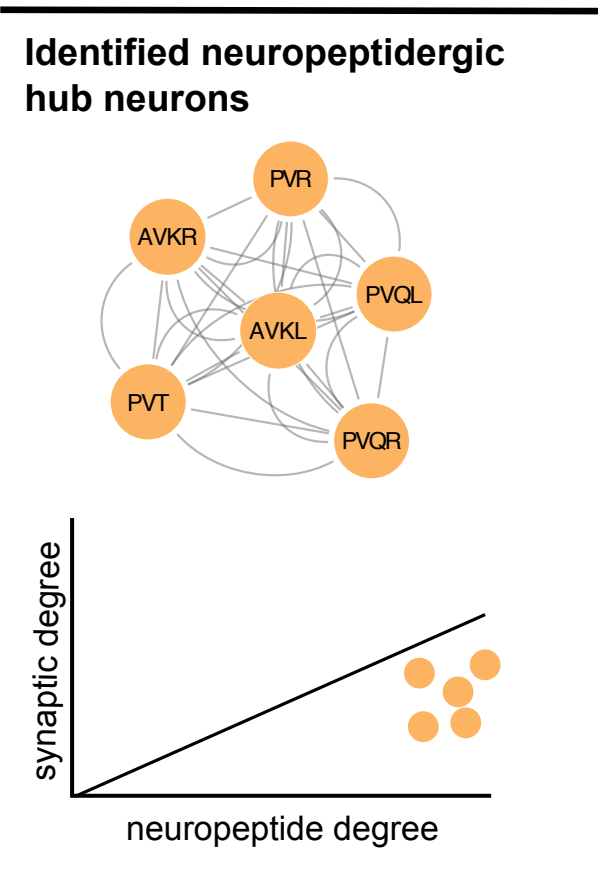 Identified neuropeptidergic
hub neurons
PVR
AVKR
PVQL
AVKL
PVT
PVQR
synaptic degree
neuropeptide degree